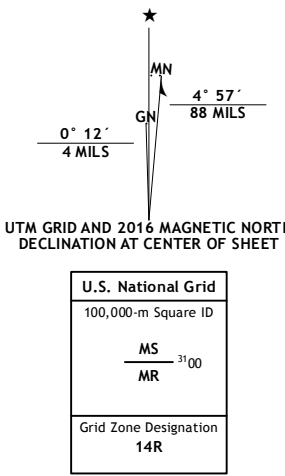 ★
MN
GN
4° 57´
88 MILS
0° 12´
4 MILS
UTM GRID AND 2016 MAGNETIC NORTH
DECLINATION AT CENTER OF SHEET
U.S. National Grid
100,000-m Square ID
MS
3100
MR
Grid Zone Designation
14R